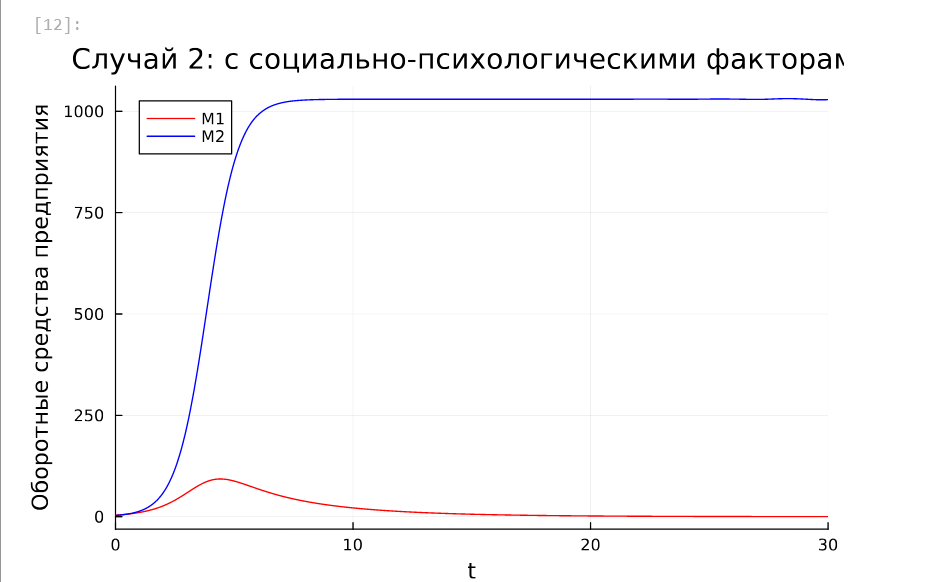 [12]:
Случай 2: с социально-психологическими факторам
Оборотные средства предприятия
1000
750
500
250
0
M1
M2
0 10 20 30
t